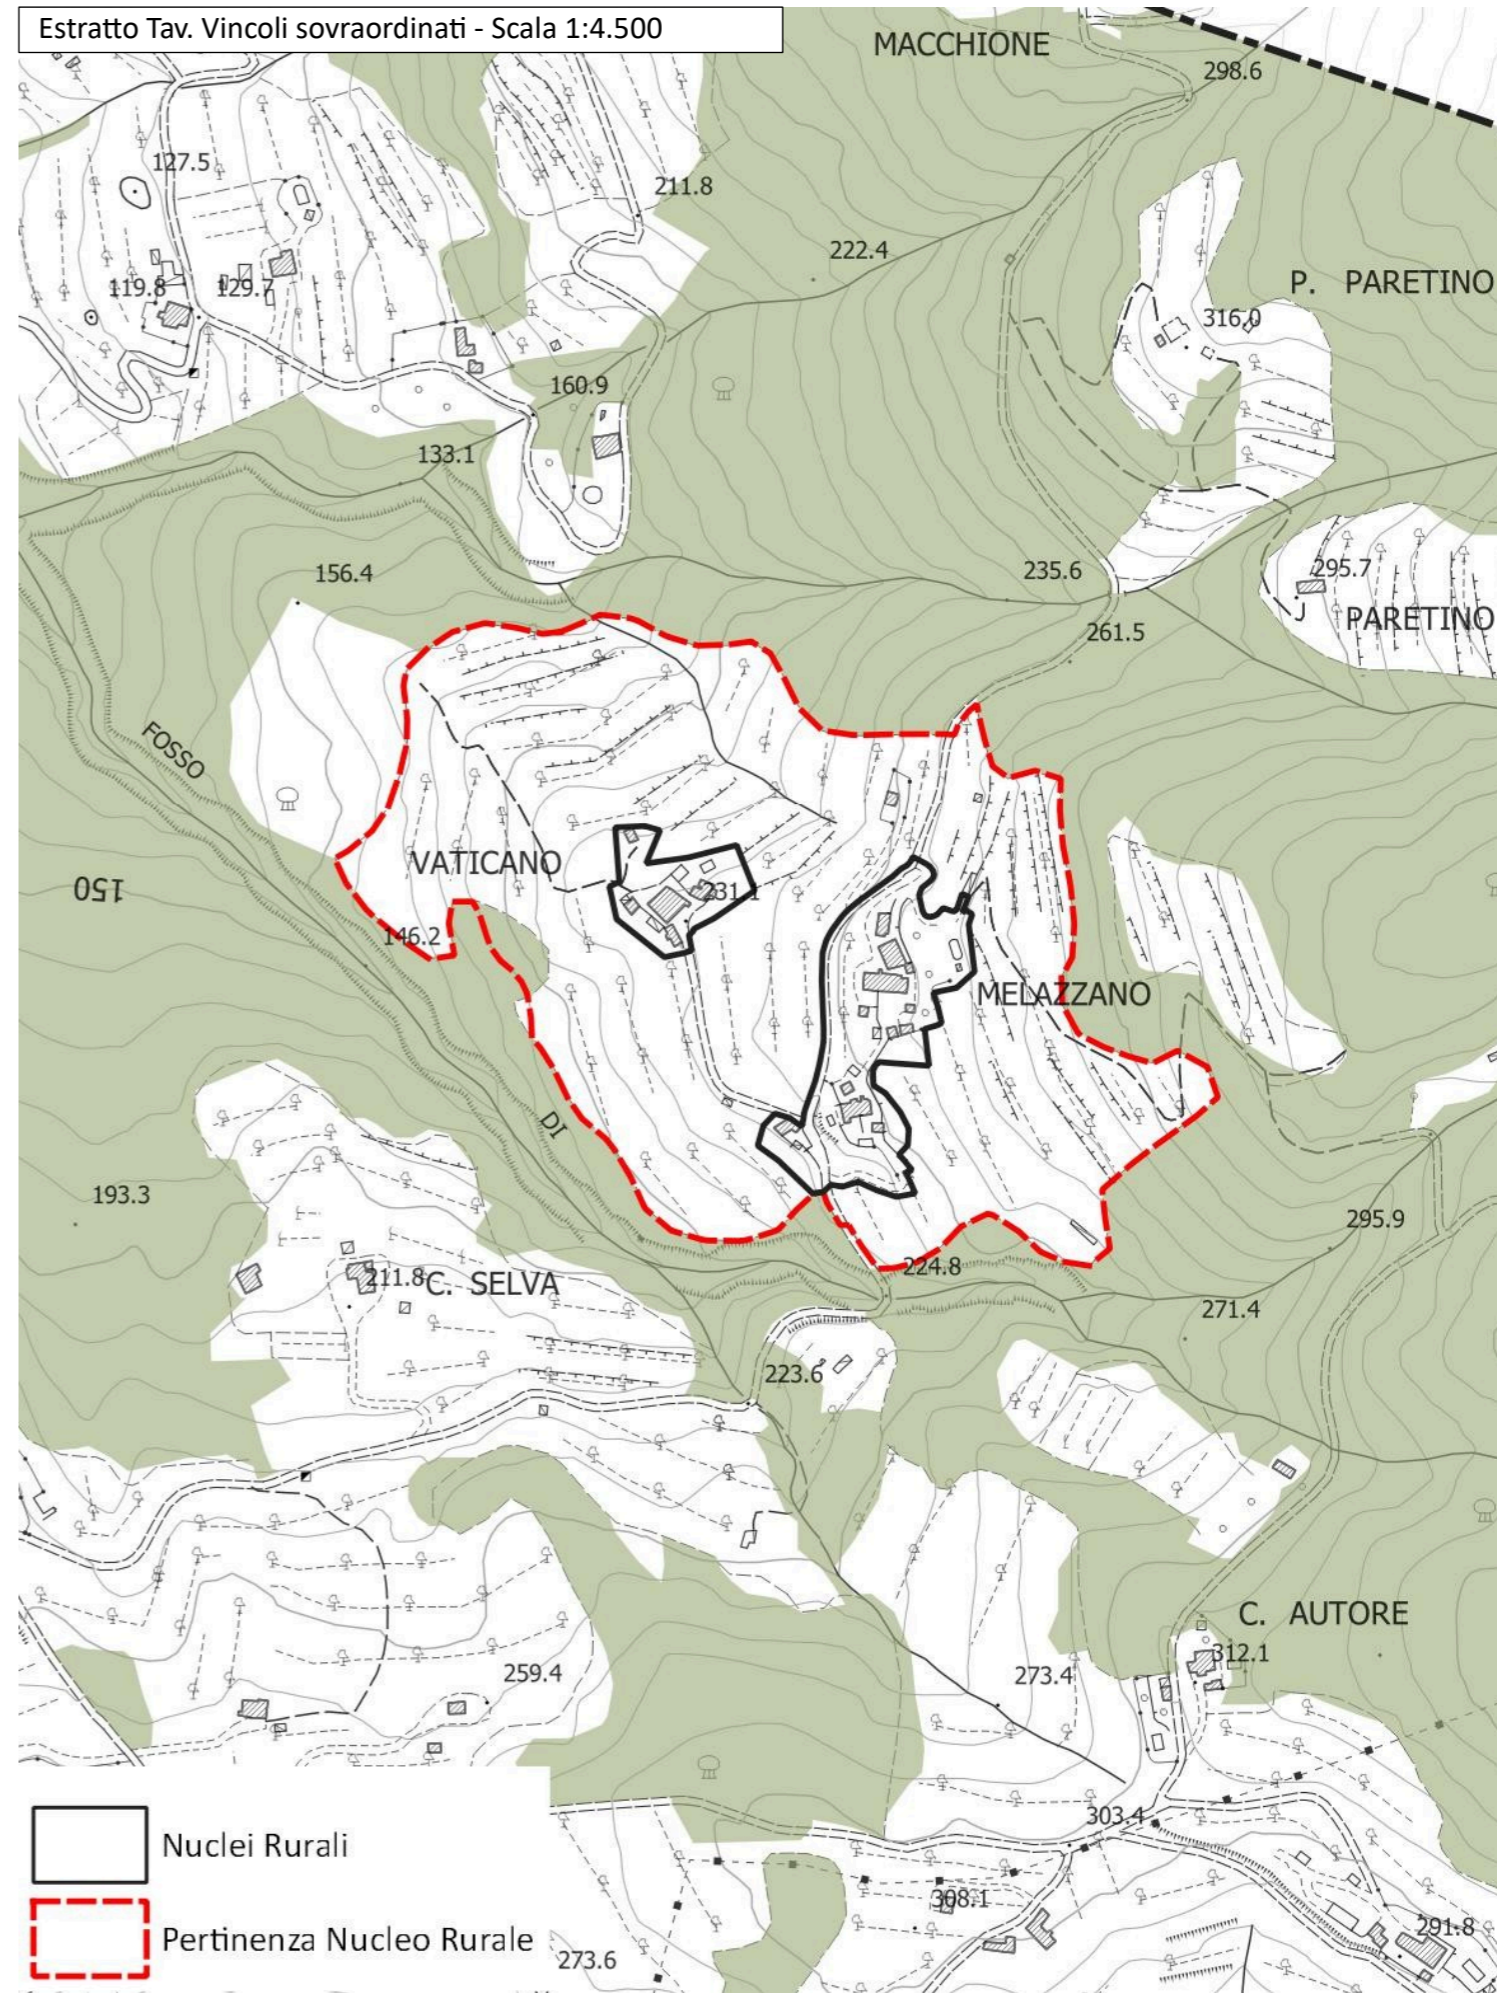 Estratto Tav. Vincoli sovraordinati - Scala 1:4.500
MACCHIONE
298.6
127.5
211.8
222.4
P. PARETINO
119.8
129.7
316.0
160.9
133.1
156.4
235.6
295.7
PARETINO
261.5
FOSSO
VATICANO
150
231.1
146.2
MELAZZANO
DI
193.3
295.9
211.8
C. SELVA
224.8
271.4
223.6
C. AUTORE
312.1
259.4
273.4
303.4
Nuclei Rurali
308.1
291.8
Pertinenza Nucleo Rurale
273.6